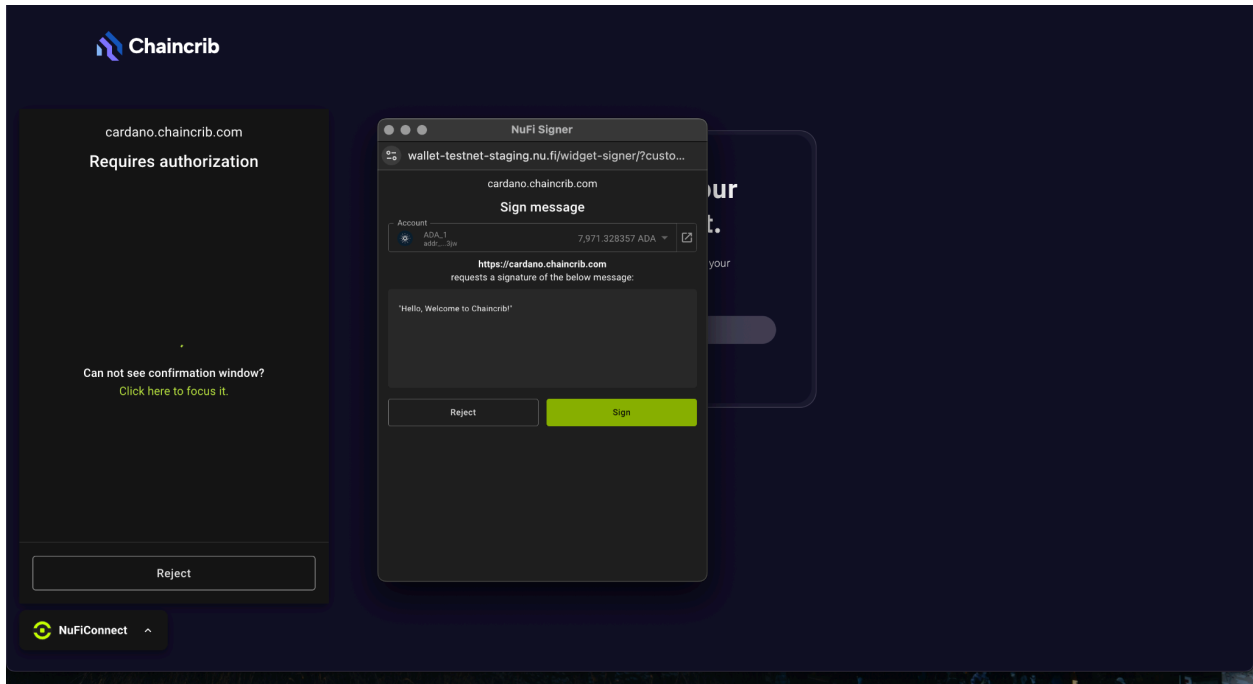 Chaincrib
cardano.chaincrib.com
Requires authorization
Can not see confirmation window?
Click here to focus it.
Reject
NuFiConnect
NuFi Signer
wallet-testnet-staging.nu.fi/widget-signer/?custo...
cardano.chaincrib.com
Sign message
Account
ADA_1
addr_...3jw
7,971.328357 ADA
https://cardano.chaincrib.com
requests a signature of the below message:
"Hello, Welcome to Chaincrib!"
Reject
Sign
our
t.
your